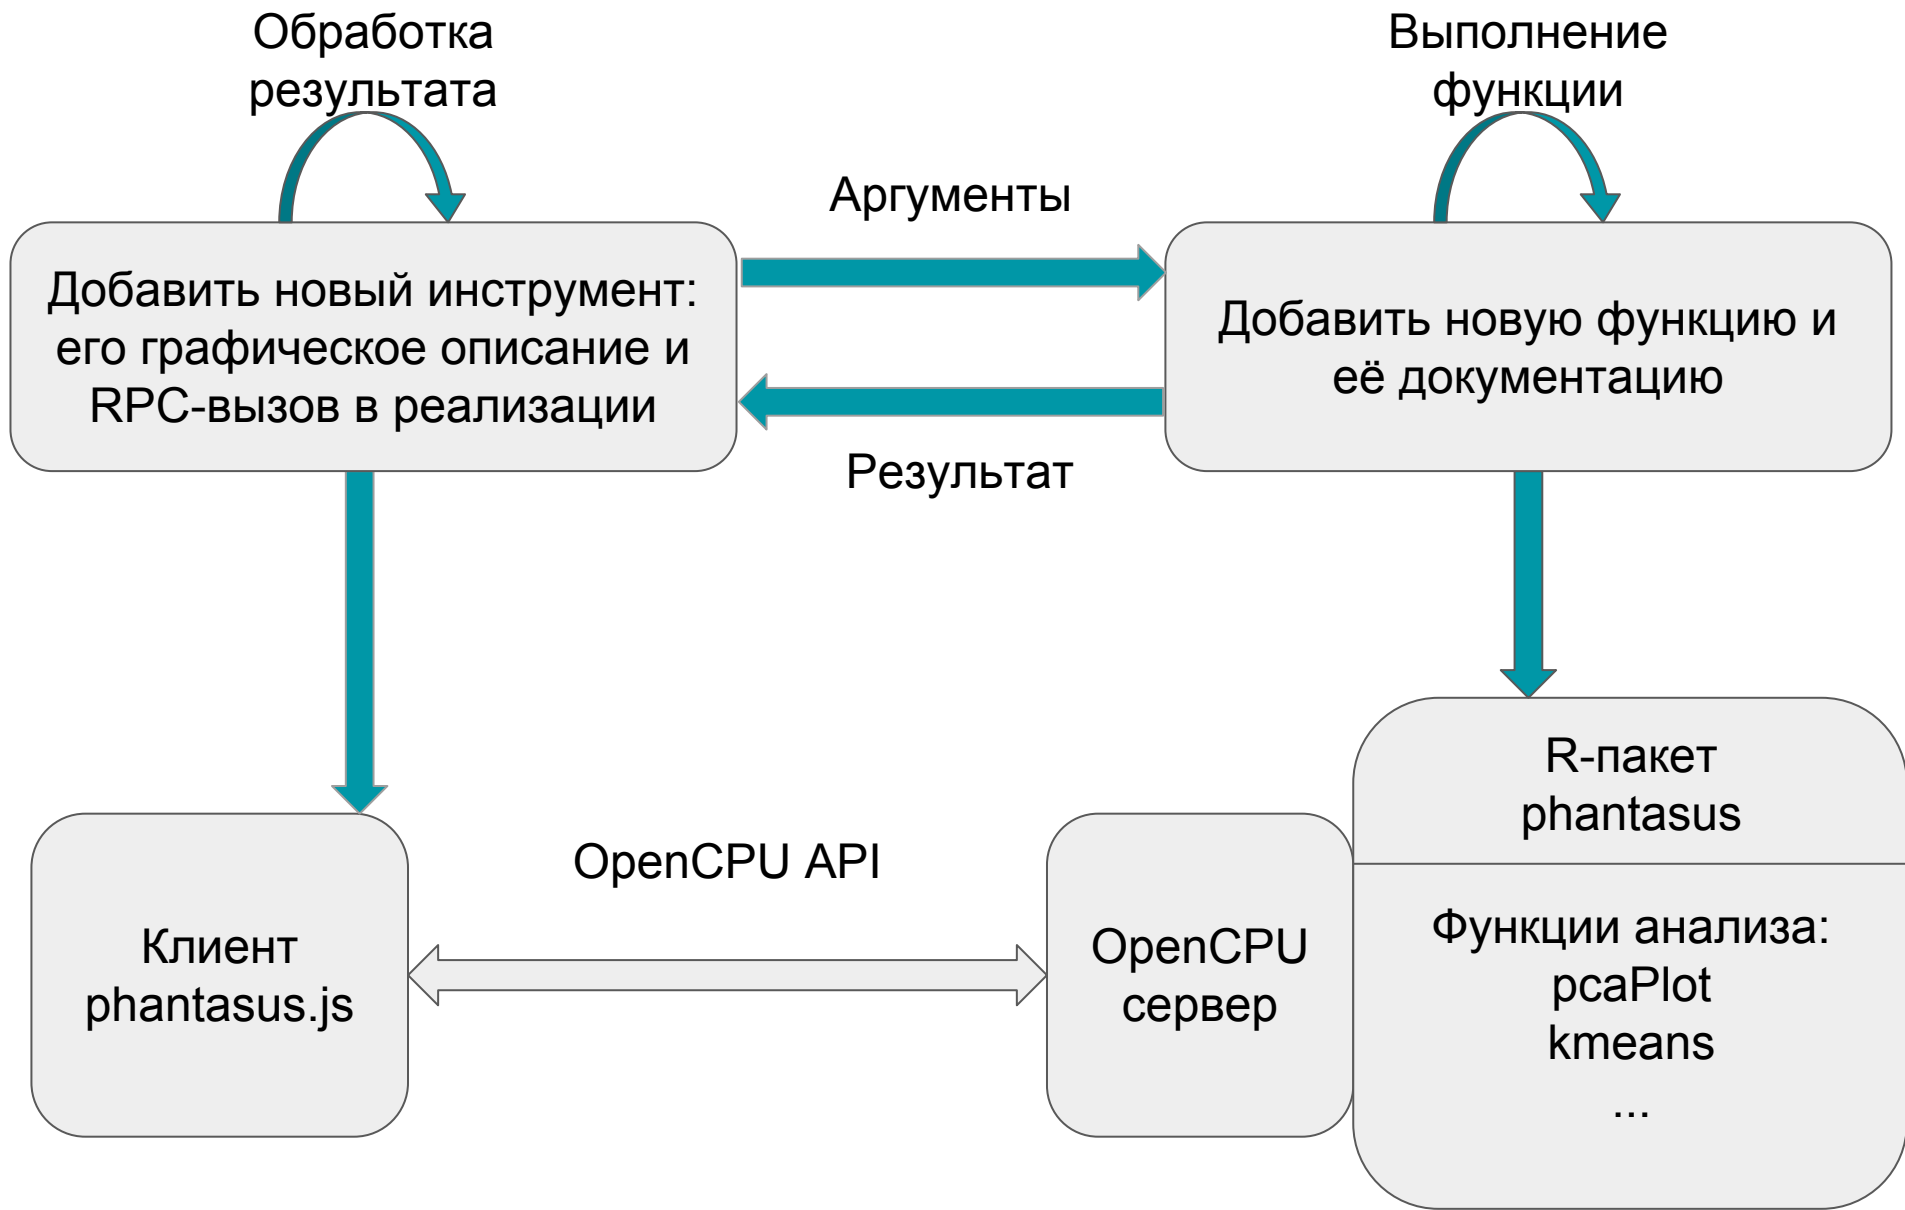 Обработка
результата
Выполнение
функции
Аргументы
Добавить новый инструмент:
его графическое описание и
RPC-вызов в реализации
Добавить новую функцию и
её документацию
Результат
R-пакет
phantasus
OpenCPU API
Клиент
phantasus.js
OpenCPU
сервер
Функции анализа:
pcaPlot
kmeans
...